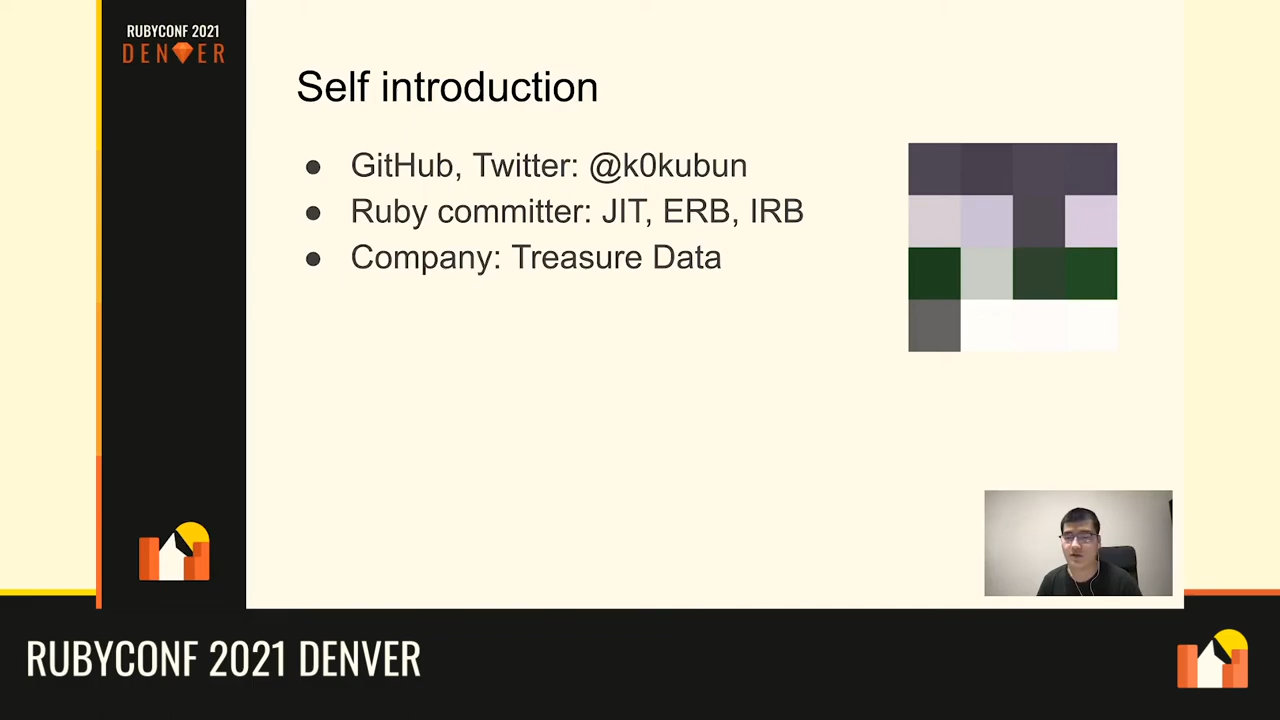 RUBYCONF 2021
DENVER
Self introduction
● GitHub, Twitter: @k0kubun
● Ruby committer: JIT, ERB, IRB
● Company: Treasure Data
RUBYCONF 2021 DENVER